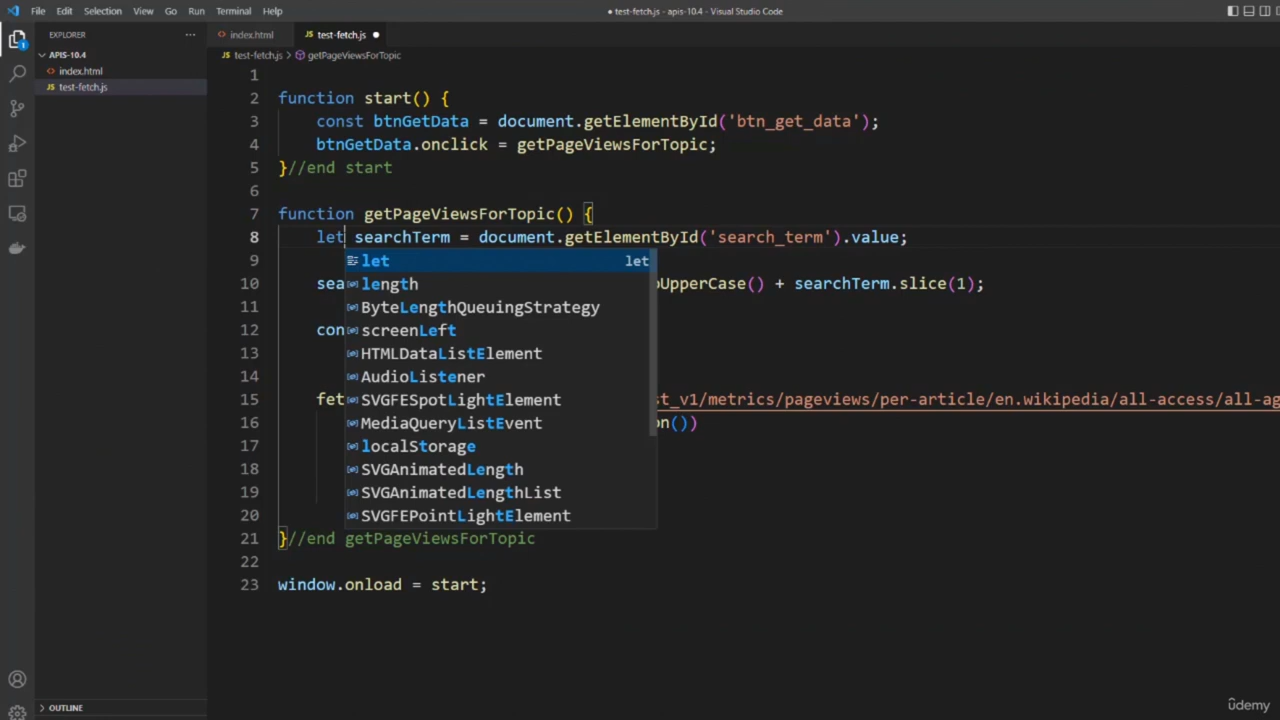 File Edit Selection View Go Run Terminal Help
● test-fetch.js - apis-10.4 - Visual Studio Code
EXPLORER ...
1
APIS-10.4
index.html
JS test-fetch.js
index.html
JS test-fetch.js ●
JS test-fetch.js > getPageViewsForTopic
1
2 function start() {
3 const btnGetData = document.getElementById('btn_get_data');
4 btnGetData.onclick = getPageViewsForTopic;
5 }//end start
6
7 function getPageViewsForTopic() {
8 let searchTerm = document.getElementById('search_term').value;
9 let let
10 sea length oUpperCase() + searchTerm.slice(1);
11 ByteLengthQueuingStrategy
12 con screenLeft
13 HTMLDataListElement
14 AudioListener
15 fet SVGFESpotLightElement st_v1/metrics/pageviews/per-article/en.wikipedia/all-access/all-ag
16 MediaQueryListEvent on())
17 localStorage
18 SVGAnimatedLength
19 SVGAnimatedLengthList
20 SVGFEPointLightElement
21 }//end getPageViewsForTopic
22
23 window.onload = start;
OUTLINE
ûdemy